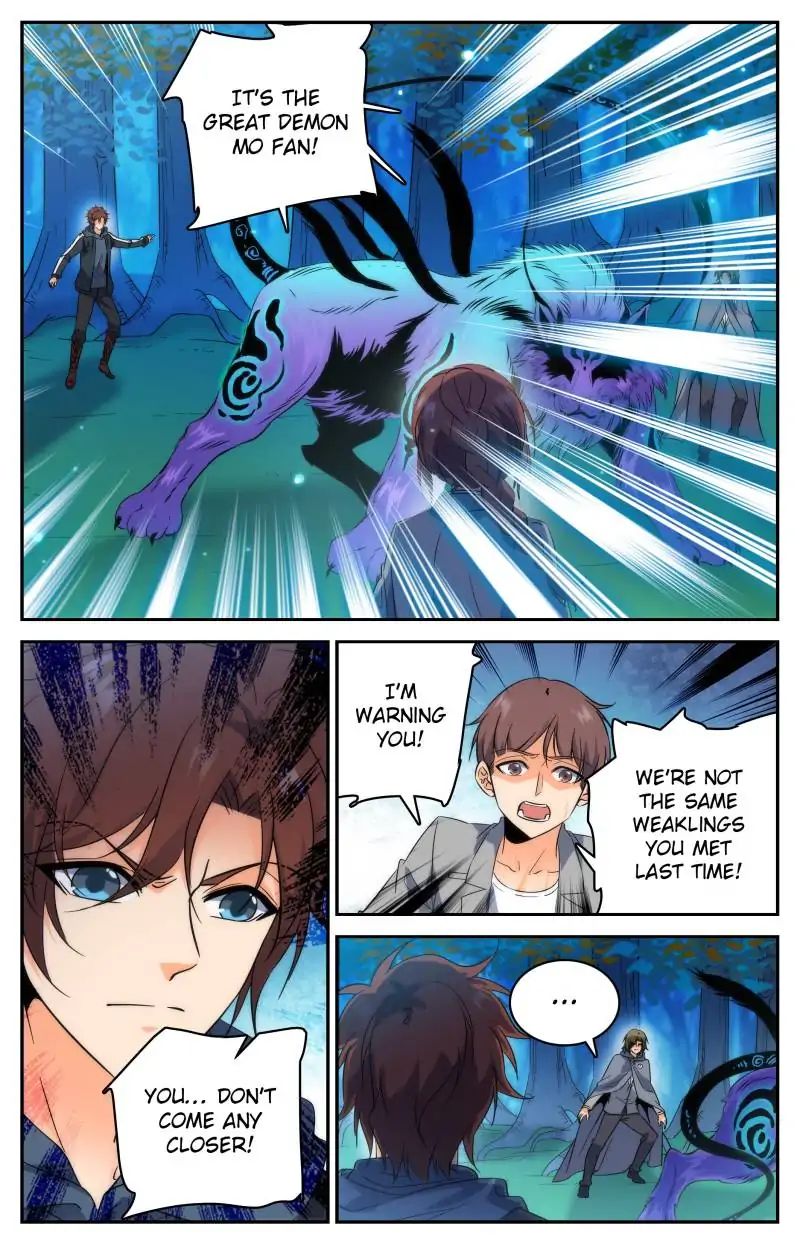 IT'S THE
GREAT DEMON
MO FAN!
YOU... DON'T
COME ANY
CLOSER!
I'M
WARNING
YOU!
WE'RE NOT
THE SAME
WEAKLINGS
YOU MET
LAST TIME!
...